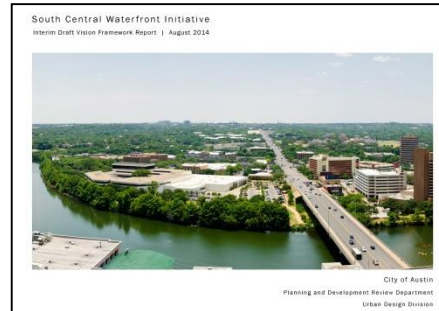 South Central Waterfront Initiative
Interim Draft Vision Framework Report | August 2014
City of Austin
Planning and Development Review Department
Urban Design Division